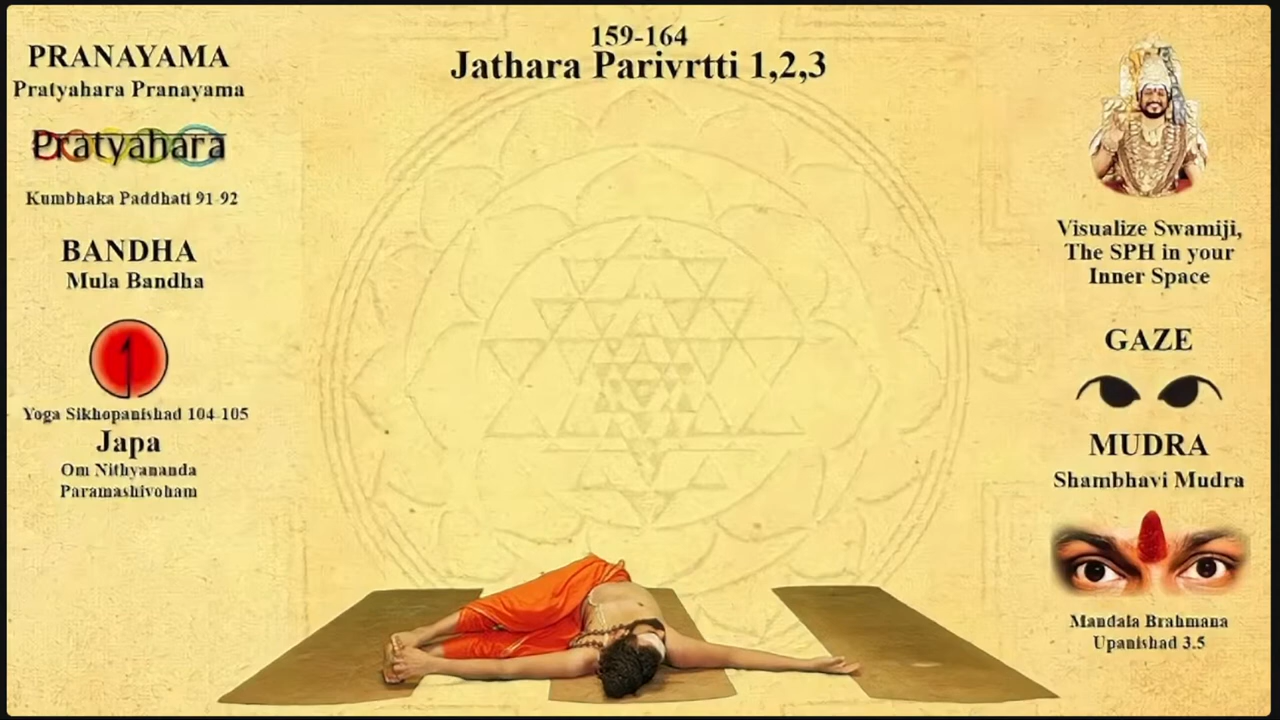 159-164
Jathara Parivrtti 1,2,3
PRANAYAMA
Pratyahara Pranayama
Pratyahara
Kumbhaka Paddhati 91-92
BANDHA
Mula Bandha
Yoga Sikhopanishad 104-105
Japa
Om Nithyananda
Paramashivoham
Visualize Swamiji,
The SPH in your
Inner Space
GAZE
MUDRA
Shambhavi Mudra
Mandala Brahmana
Upanishad 3.5